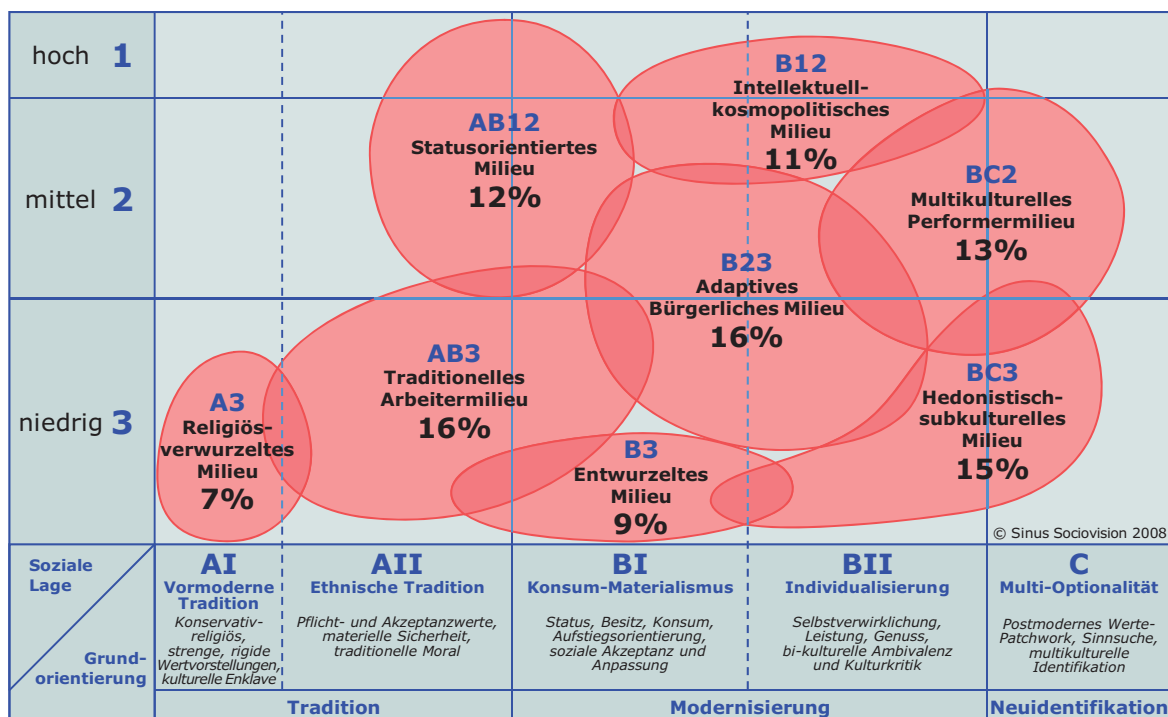 hoch 1
mittel 2
niedrig 3
AB12
Statusorientiertes
Milieu
12%
B12
Intellektuell-
kosmopolitisches
Milieu
11%
BC2
Multikulturelles
Performermilieu
13%
B23
Adaptives
Bürgerliches Milieu
16%
A3
Religiös-
verwurzeltes
Milieu
7%
AB3
Traditionelles
Arbeitermilieu
16%
B3
Entwurzeltes
Milieu
9%
BC3
Hedonistisch-
subkulturelles
Milieu
15%
© Sinus Sociovision 2008
Soziale
Lage
Grund-
orientierung
AI
Vormoderne
Tradition
Konservativ-
religiös,
strenge, rigide
Wertvorstellungen,
kulturelle Enklave
AII
Ethnische Tradition
Pflicht- und Akzeptanzwerte,
materielle Sicherheit,
traditionelle Moral
BI
Konsum-Materialismus
Status, Besitz, Konsum,
Aufstiegsorientierung,
soziale Akzeptanz und
Anpassung
BII
Individualisierung
Selbstverwirklichung,
Leistung, Genuss,
bi-kulturelle Ambivalenz
und Kulturkritik
C
Multi-Optionalität
Postmodernes Werte-
Patchwork, Sinnsuche,
multikulturelle
Identifikation
Tradition
Modernisierung
Neuidentifikation